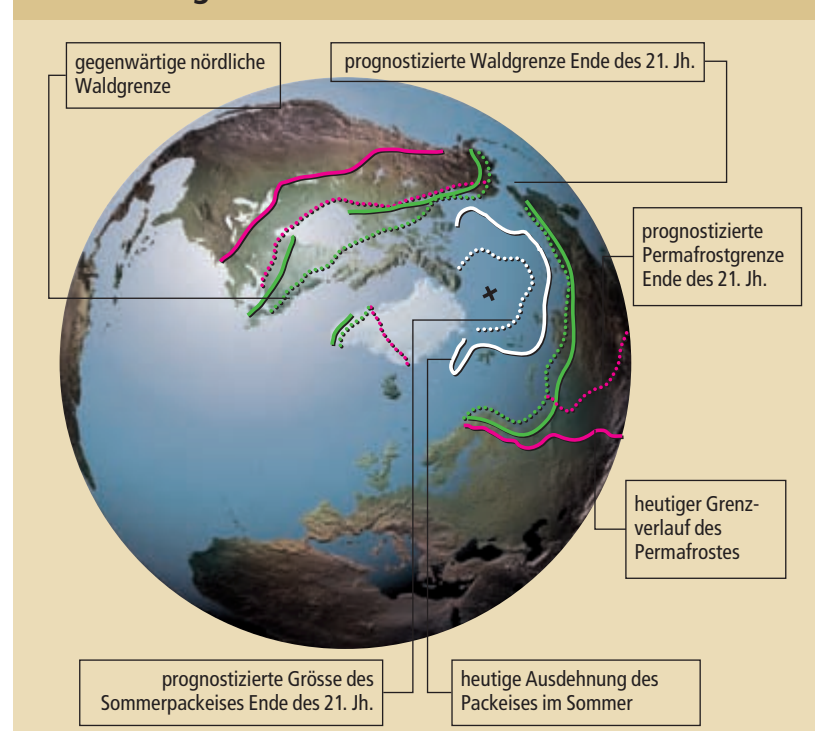 gegenwärtige nördliche
Waldgrenze
prognostizierte Waldgrenze Ende des 21. Jh.
prognostizierte
Permafrostgrenze
Ende des 21. Jh.
heutiger Grenz-
verlauf des
Permafrostes
prognostizierte Grösse des
Sommerpackeises Ende des 21. Jh.
heutige Ausdehnung des
Packeises im Sommer